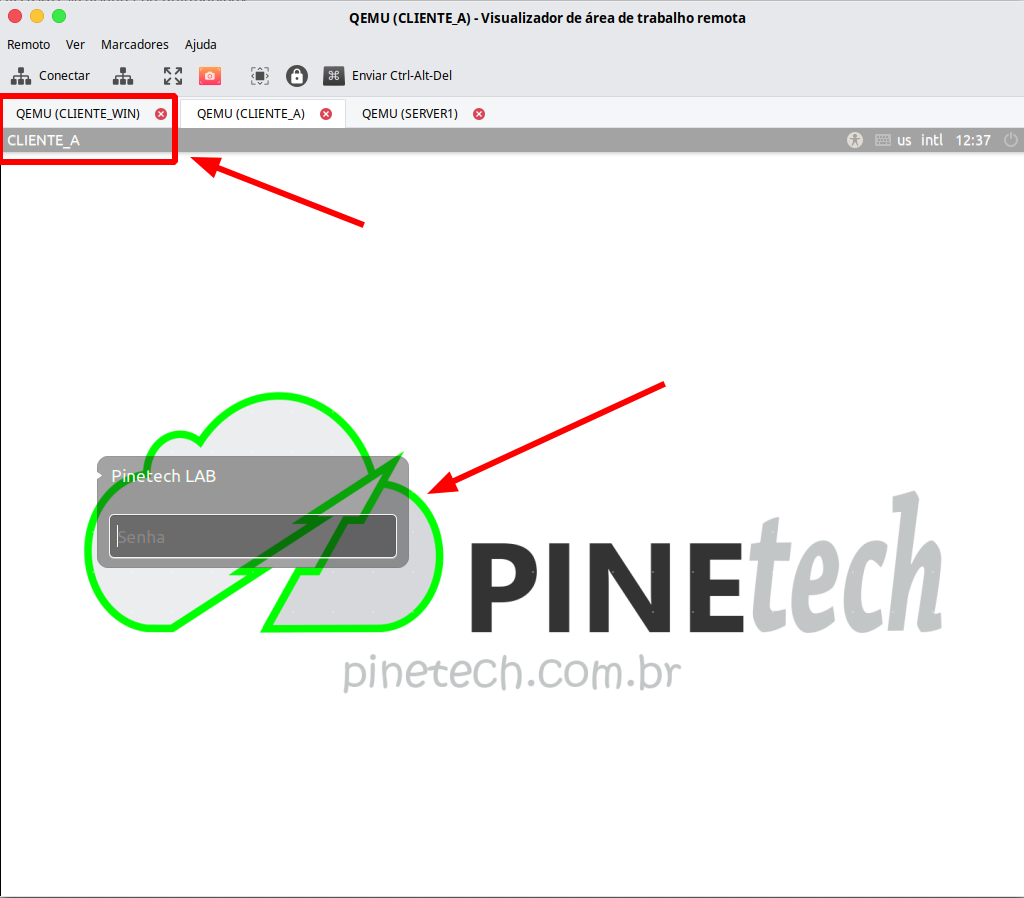 QEMU (CLIENTE_A) - Visualizador de área de trabalho remota
Remoto Ver Marcadores Ajuda
Conectar Enviar Ctrl-Alt-Del
QEMU (CLIENTE_WIN) QEMU (CLIENTE_A) QEMU (SERVER1)
CLIENTE_A us intl 12:37
Pinetech LAB
Senha
PINEtech
pinetech.com.br